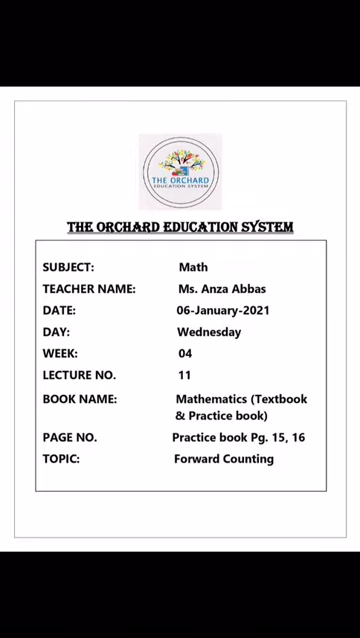 THE ORCHARD
EDUCATION SYSTEM
THE ORCHARD EDUCATION SYSTEM
SUBJECT: Math
TEACHER NAME: Ms. Anza Abbas
DATE: 06-January-2021
DAY: Wednesday
WEEK: 04
LECTURE NO. 11
BOOK NAME: Mathematics (Textbook
& Practice book)
PAGE NO. Practice book Pg. 15, 16
TOPIC: Forward Counting